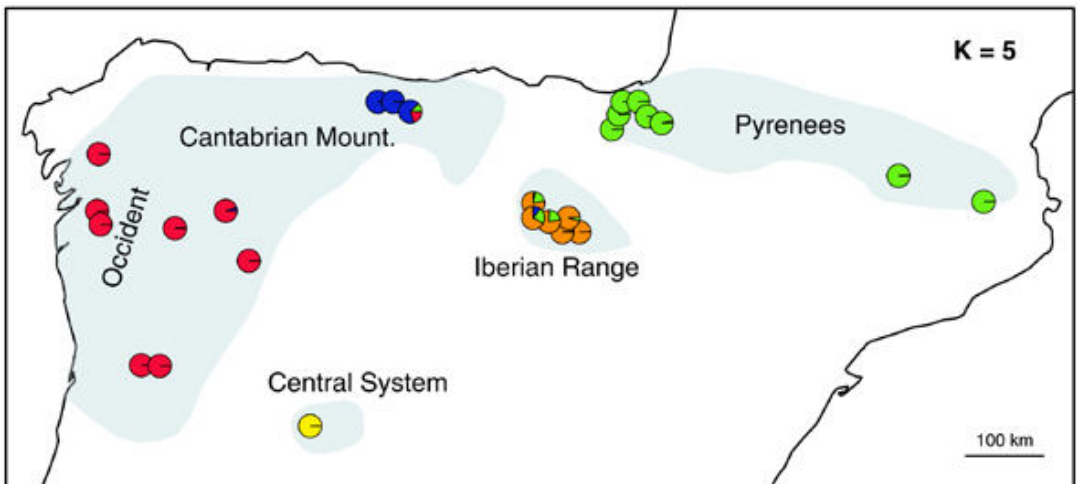 K = 5
Cantabrian Mount.
Pyrenees
Occident
Iberian Range
Central System
100 km